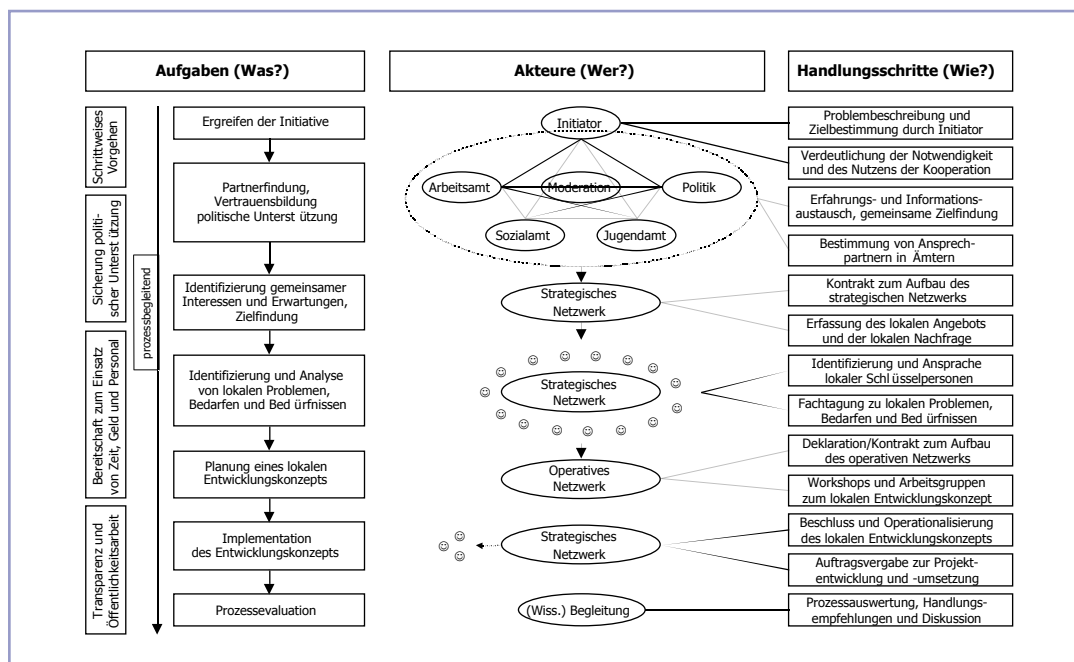 Aufgaben (Was?)
Akteure (Wer?)
Handlungsschritte (Wie?)
Schrittweises
Vorgehen
Sicherung politi-
scher Unterst ützung
Bereitschaft zum Einsatz
von Zeit, Geld und Personal
Transparenz und
Öffentlichkeitsarbeit
prozessbegleitend
Ergreifen der Initiative
Partnerfindung,
Vertrauensbildung
politische Unterst ützung
Identifizierung gemeinsamer
Interessen und Erwartungen,
Zielfindung
Identifizierung und Analyse
von lokalen Problemen,
Bedarfen und Bed ürfnissen
Planung eines lokalen
Entwicklungskonzepts
Implementation
des Entwicklungskonzepts
Prozessevaluation
Initiator
Arbeitsamt
Moderation
Politik
Sozialamt
Jugendamt
Strategisches
Netzwerk
Strategisches
Netzwerk
Operatives
Netzwerk
Strategisches
Netzwerk
(Wiss.) Begleitung
Problembeschreibung und
Zielbestimmung durch Initiator
Verdeutlichung der Notwendigkeit
und des Nutzens der Kooperation
Erfahrungs- und Informations-
austausch, gemeinsame Zielfindung
Bestimmung von Ansprech-
partnern in Ämtern
Kontrakt zum Aufbau des
strategischen Netzwerks
Erfassung des lokalen Angebots
und der lokalen Nachfrage
Identifizierung und Ansprache
lokaler Schl üsselpersonen
Fachtagung zu lokalen Problemen,
Bedarfen und Bed ürfnissen
Deklaration/Kontrakt zum Aufbau
des operativen Netzwerks
Workshops und Arbeitsgruppen
zum lokalen Entwicklungskonzept
Beschluss und Operationalisierung
des lokalen Entwicklungskonzepts
Auftragsvergabe zur Projekt-
entwicklung und -umsetzung
Prozessauswertung, Handlungs-
empfehlungen und Diskussion